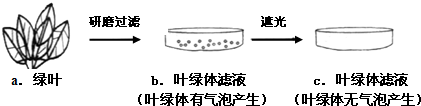 研磨过滤
遮光
a. 绿叶
b. 叶绿体滤液
(叶绿体有气泡产生)
c. 叶绿体滤液
(叶绿体无气泡产生)